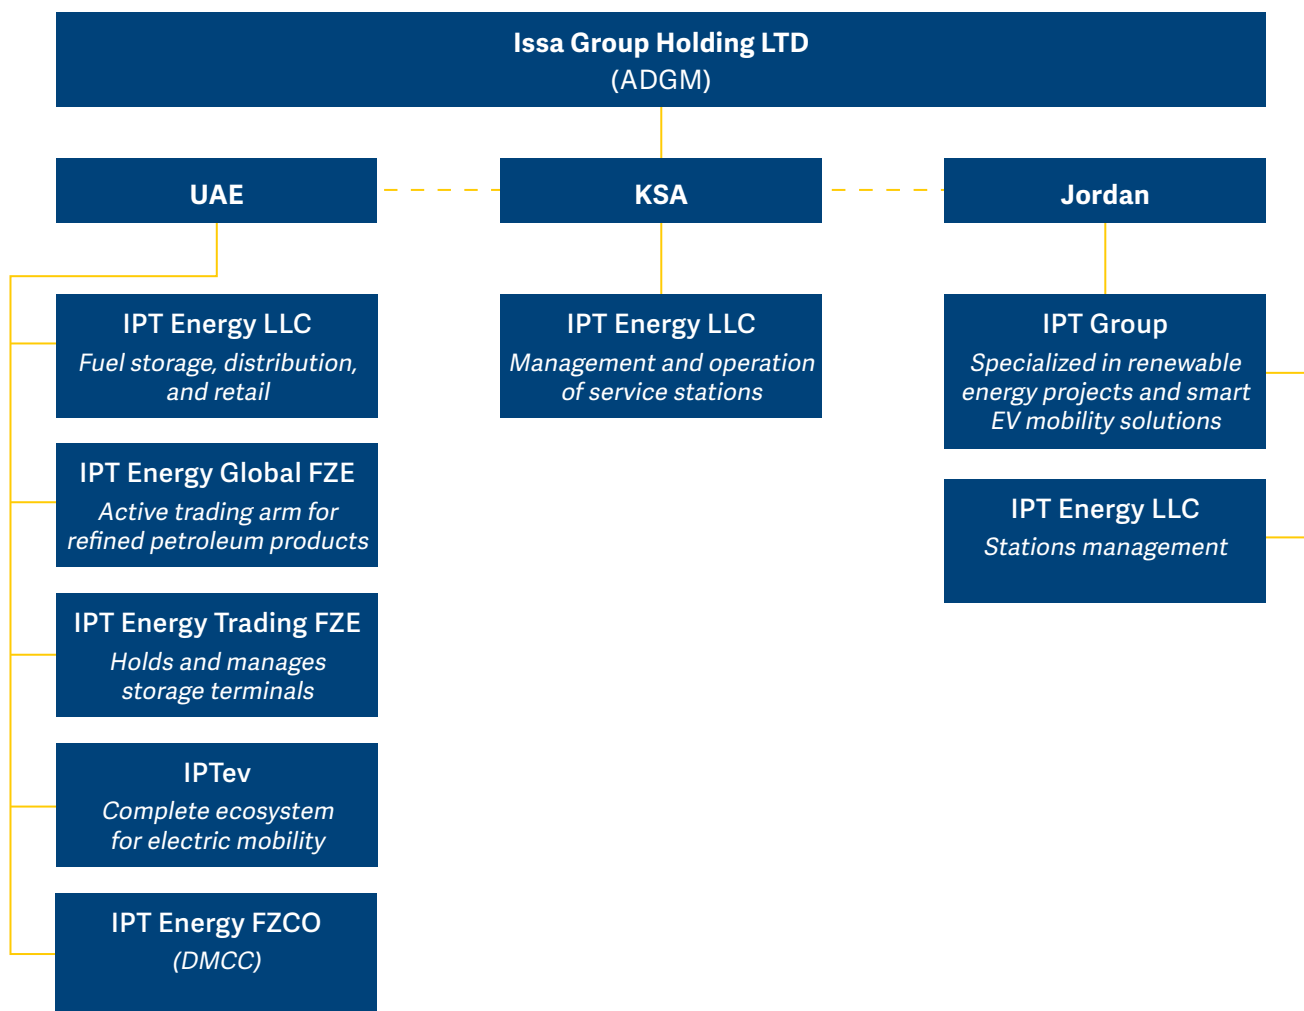 Issa Group Holding LTD
(ADGM)
UAE
KSA
Jordan
IPT Energy LLC
Fuel storage, distribution,
and retail
IPT Energy Global FZE
Active trading arm for
refined petroleum products
IPT Energy Trading FZE
Holds and manages
storage terminals
IPTev
Complete ecosystem
for electric mobility
IPT Energy FZCO
(DMCC)
IPT Energy LLC
Management and operation
of service stations
IPT Group
Specialized in renewable
energy projects and smart
EV mobility solutions
IPT Energy LLC
Stations management